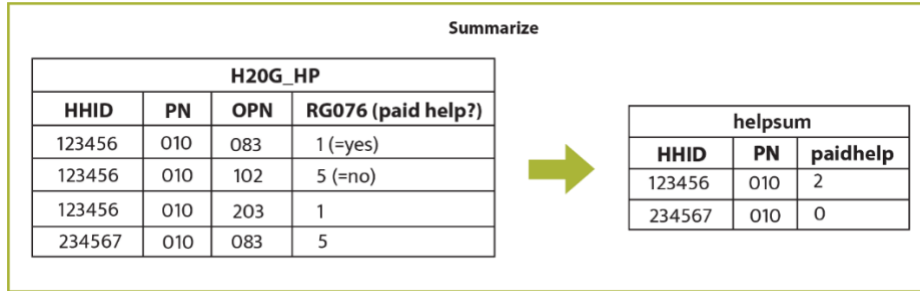 Summarize
H20G_HP
HHID PN OPN RG076 (paid help?)
123456 010 083 1 (=yes)
123456 010 102 5 (=no)
123456 010 203 1
234567 010 083 5
helpsum
HHID PN paidhelp
123456 010 2
234567 010 0